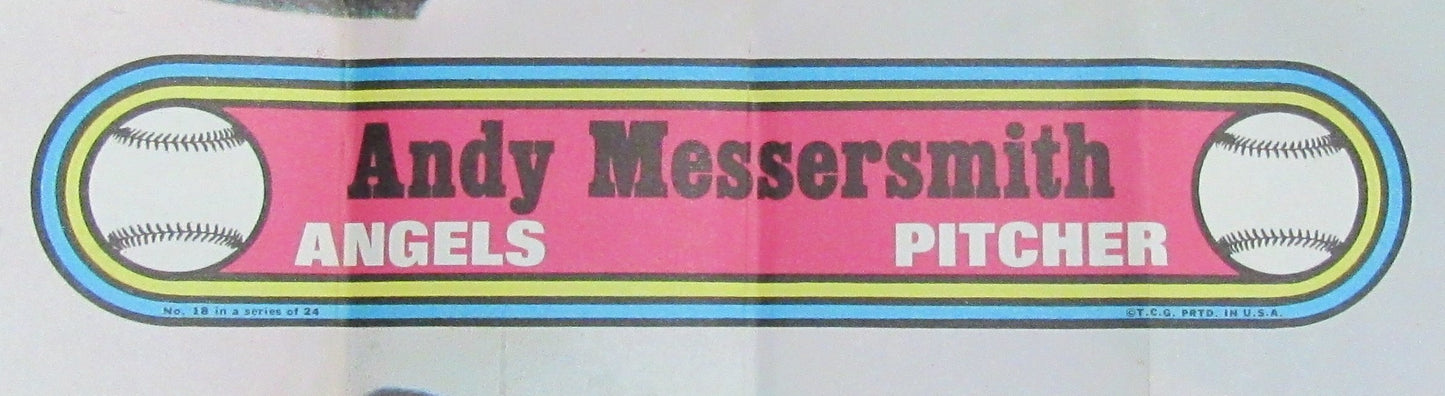 Andy Messersmith
ANGELS PITCHER
No. 18 in a series of 24 ©T.C.G. PRTD. IN U.S.A.